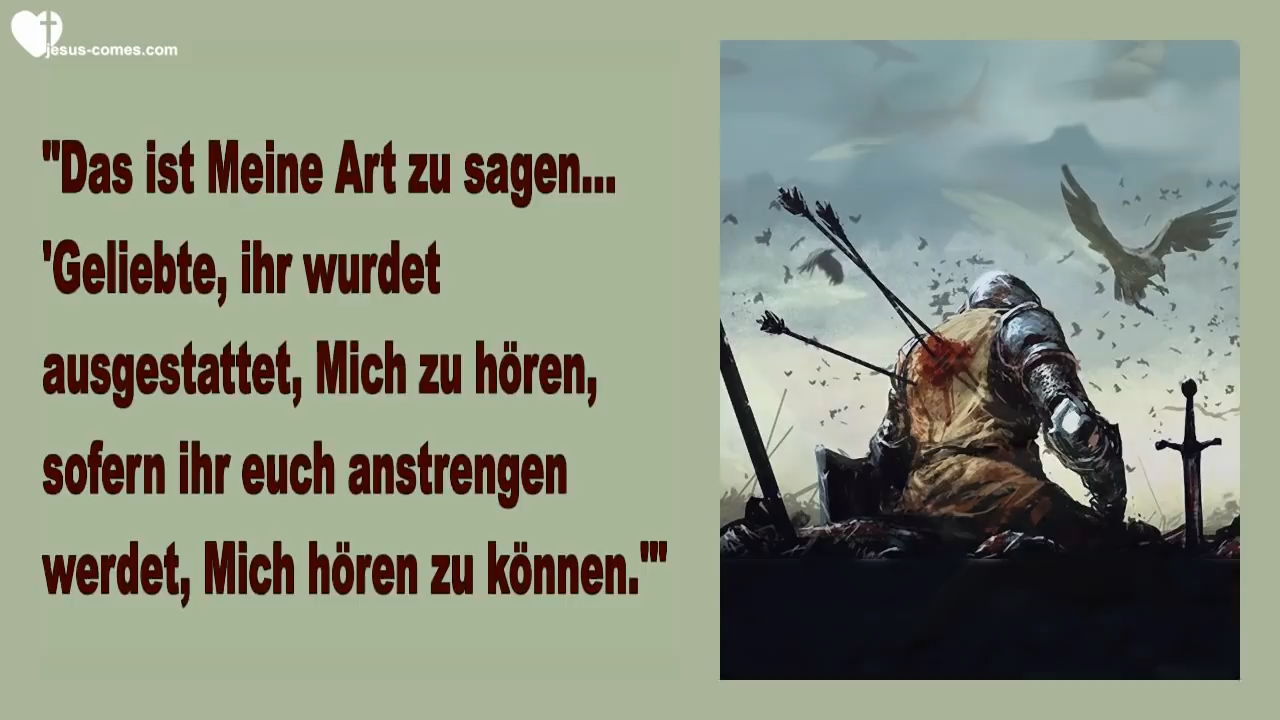 jesus-comes.com
"Das ist Meine Art zu sagen...
'Geliebte, ihr wurdet
ausgestattet, Mich zu hören,
sofern ihr euch anstrengen
werdet, Mich hören zu können.'"